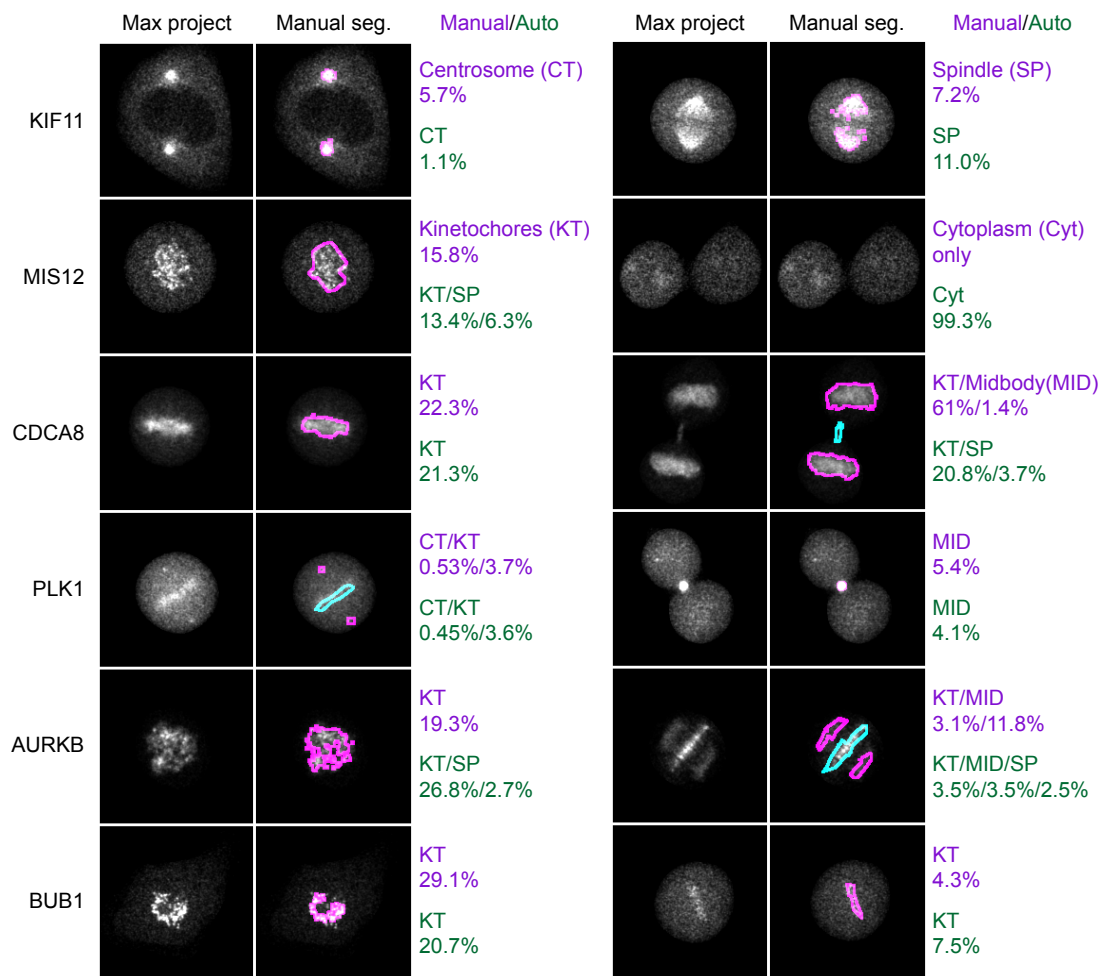 Max project Manual seg. Manual/Auto Max project Manual seg. Manual/Auto
KIF11
Centrosome (CT)
5.7%
CT
1.1%
Spindle (SP)
7.2%
SP
11.0%
MIS12
Kinetochores (KT)
15.8%
KT/SP
13.4%/6.3%
Cytoplasm (Cyt)
only
Cyt
99.3%
CDCA8
KT
22.3%
KT
21.3%
KT/Midbody(MID)
61%/1.4%
KT/SP
20.8%/3.7%
PLK1
CT/KT
0.53%/3.7%
CT/KT
0.45%/3.6%
MID
5.4%
MID
4.1%
AURKB
KT
19.3%
KT/SP
26.8%/2.7%
KT/MID
3.1%/11.8%
KT/MID/SP
3.5%/3.5%/2.5%
BUB1
KT
29.1%
KT
20.7%
KT
4.3%
KT
7.5%